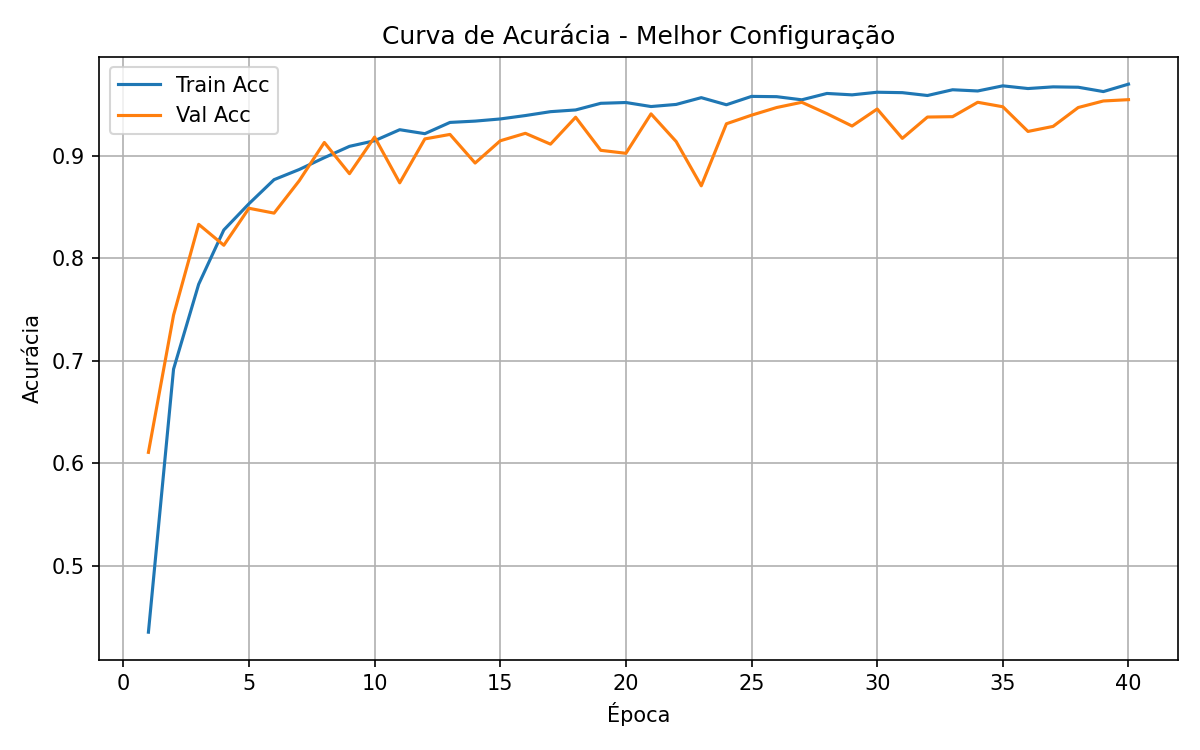 Curva de Acurácia - Melhor Configuração
Train Acc
Val Acc
Acurácia
0.9
0.8
0.7
0.6
0.5
0 5 10 15 20 25 30 35 40
Época